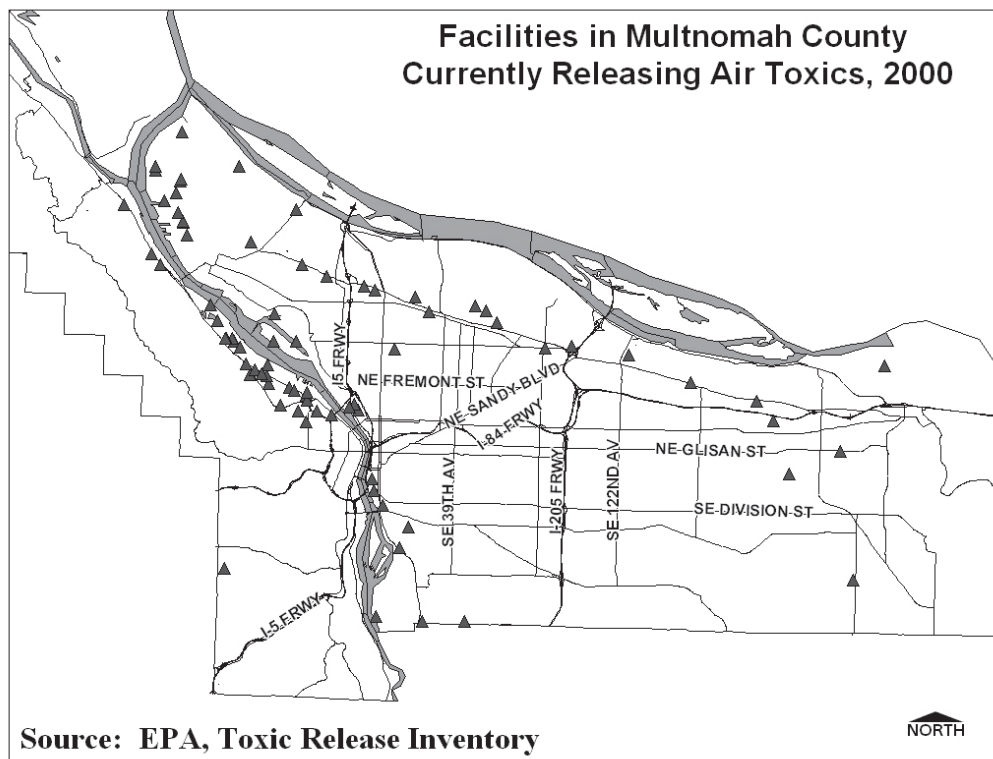 Facilities in Multnomah County
Currently Releasing Air Toxics, 2000
I5 FRWY
NE FREMONT ST
NE SANDY BLVD
I-84 FRWY
NE GLISAN ST
SE 39TH AV
I-205 FRWY
SE 122ND AV
SE DIVISION ST
I-5 FRWY
Source: EPA, Toxic Release Inventory
NORTH